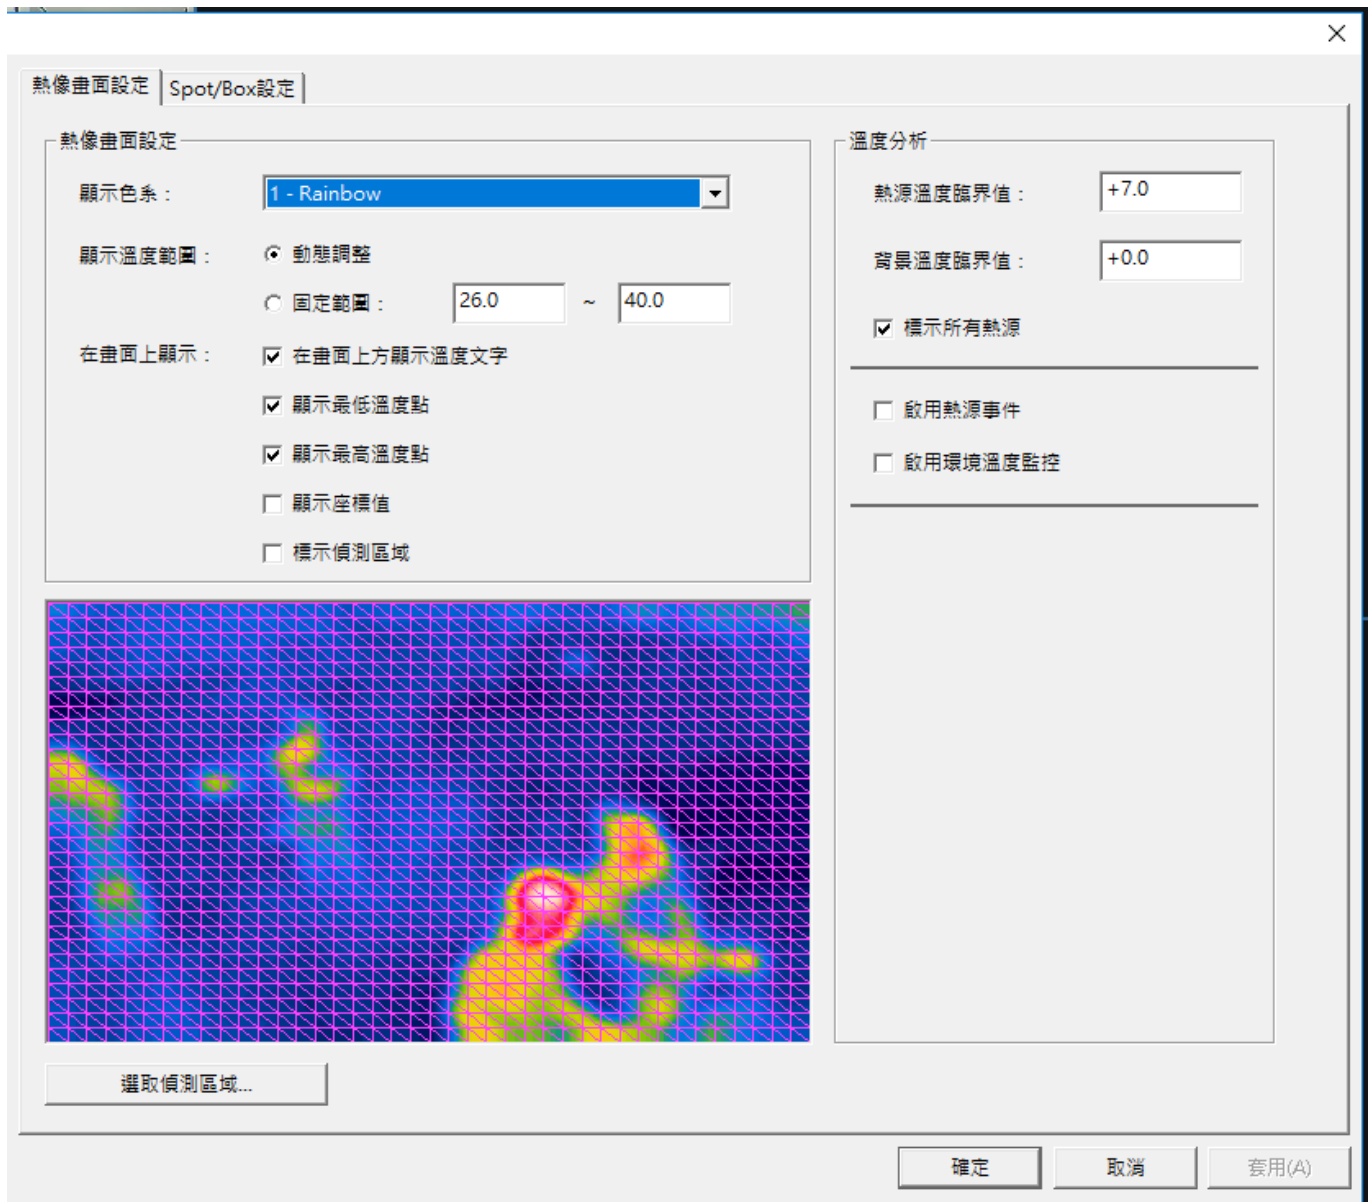 熱像畫面設定
Spot/Box設定
熱像畫面設定
顯示色系：
1 - Rainbow
顯示溫度範圍：
動態調整
固定範圍：
26.0
~
40.0
在畫面上顯示：
在畫面上方顯示溫度文字
顯示最低溫度點
顯示最高溫度點
顯示座標值
標示偵測區域
選取偵測區域...
溫度分析
熱源溫度臨界值：
+7.0
背景溫度臨界值：
+0.0
標示所有熱源
啟用熱源事件
啟用環境溫度監控
確定
取消
套用(A)